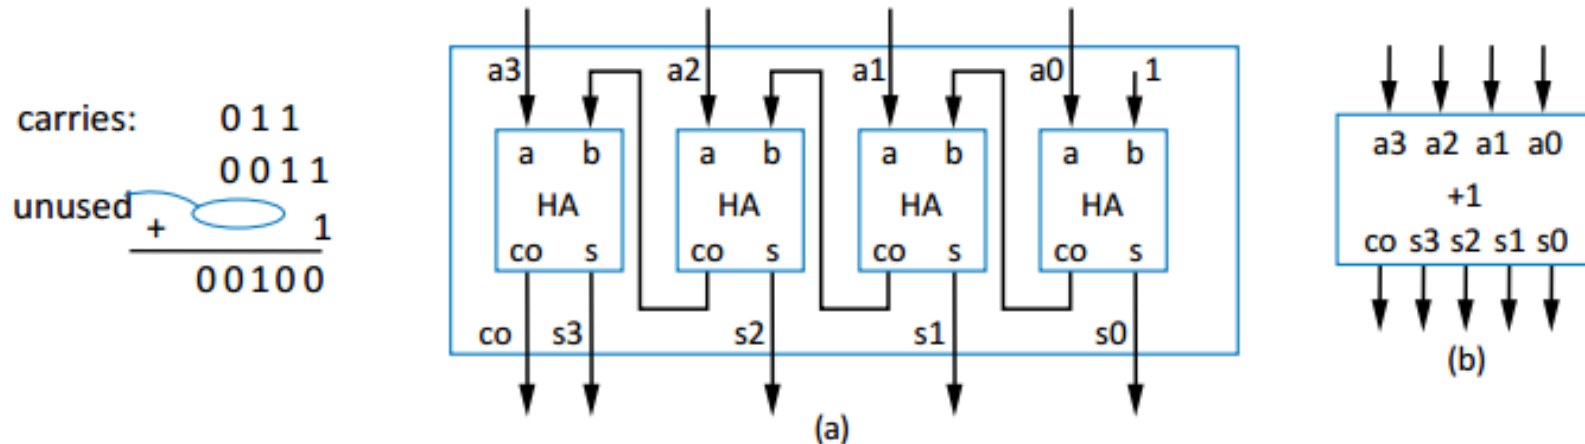 carries: 0 1 1
0 0 1 1
unused
+ 1
0 0 1 0 0
a3 a2 a1 a0 1
a b a b a b a b
HA HA HA HA
co s co s co s co s
co s3 s2 s1 s0
(a)
a3 a2 a1 a0
+1
co s3 s2 s1 s0
(b)